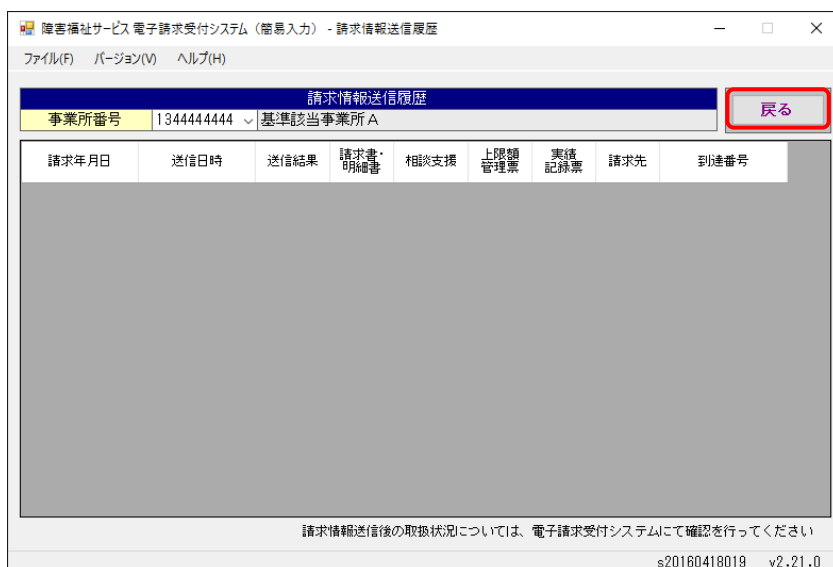 障害福祉サービス 電子請求受付システム（簡易入力） - 請求情報送信履歴
ファイル(F) バージョン(V) ヘルプ(H)
請求情報送信履歴
事業所番号 1344444444 基準該当事業所Ａ
戻る
請求年月日 送信日時 送信結果 請求書・明細書 相談支援 上限額管理票 実績記録票 請求先 到達番号
請求情報送信後の取扱状況については、電子請求受付システムにて確認を行ってください
s20160418019 v2.21.0